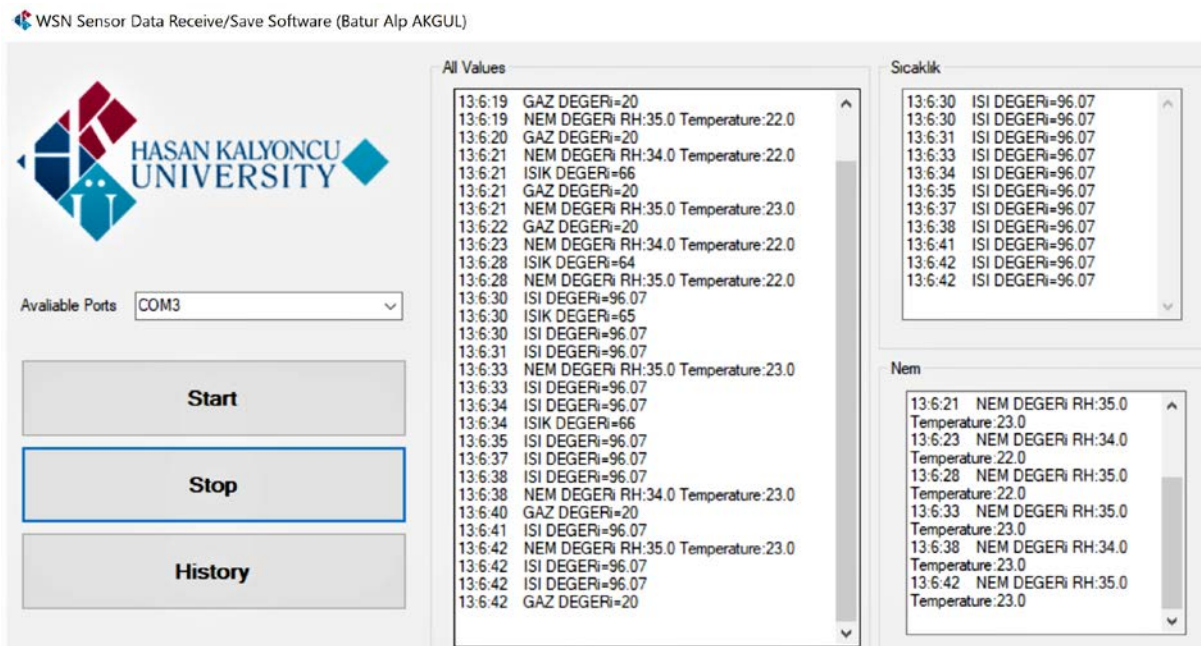 WSN Sensor Data Receive/Save Software (Batur Alp AKGUL)
HASAN KALYONCU
UNIVERSITY
Avaliable Ports
COM3
Start
Stop
History
All Values
13:6:19 GAZ DEGERi=20
13:6:19 NEM DEGERi RH:35.0 Temperature:22.0
13:6:20 GAZ DEGERi=20
13:6:21 NEM DEGERi RH:34.0 Temperature:22.0
13:6:21 ISIK DEGERi=66
13:6:21 GAZ DEGERi=20
13:6:21 NEM DEGERi RH:35.0 Temperature:23.0
13:6:22 GAZ DEGERi=20
13:6:23 NEM DEGERi RH:34.0 Temperature:22.0
13:6:28 ISIK DEGERi=64
13:6:28 NEM DEGERi RH:35.0 Temperature:22.0
13:6:30 ISI DEGERi=96.07
13:6:30 ISIK DEGERi=65
13:6:30 ISI DEGERi=96.07
13:6:31 ISI DEGERi=96.07
13:6:33 NEM DEGERi RH:35.0 Temperature:23.0
13:6:33 ISI DEGERi=96.07
13:6:34 ISI DEGERi=96.07
13:6:34 ISIK DEGERi=66
13:6:35 ISI DEGERi=96.07
13:6:37 ISI DEGERi=96.07
13:6:38 ISI DEGERi=96.07
13:6:38 NEM DEGERi RH:34.0 Temperature:23.0
13:6:40 GAZ DEGERi=20
13:6:41 ISI DEGERi=96.07
13:6:42 NEM DEGERi RH:35.0 Temperature:23.0
13:6:42 ISI DEGERi=96.07
13:6:42 ISI DEGERi=96.07
13:6:42 GAZ DEGERi=20
Sıcaklık
13:6:30 ISI DEGERi=96.07
13:6:30 ISI DEGERi=96.07
13:6:31 ISI DEGERi=96.07
13:6:33 ISI DEGERi=96.07
13:6:34 ISI DEGERi=96.07
13:6:35 ISI DEGERi=96.07
13:6:37 ISI DEGERi=96.07
13:6:38 ISI DEGERi=96.07
13:6:41 ISI DEGERi=96.07
13:6:42 ISI DEGERi=96.07
13:6:42 ISI DEGERi=96.07
Nem
13:6:21 NEM DEGERi RH:35.0
Temperature:23.0
13:6:23 NEM DEGERi RH:34.0
Temperature:22.0
13:6:28 NEM DEGERi RH:35.0
Temperature:22.0
13:6:33 NEM DEGERi RH:35.0
Temperature:23.0
13:6:38 NEM DEGERi RH:34.0
Temperature:23.0
13:6:42 NEM DEGERi RH:35.0
Temperature:23.0